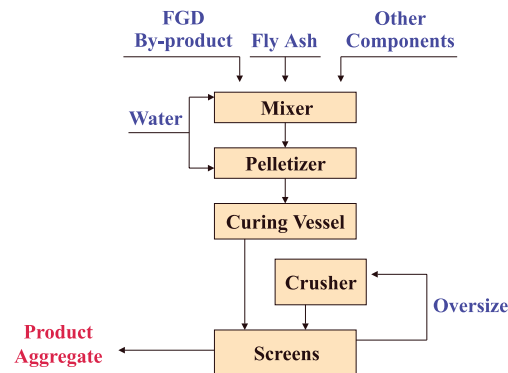 FGD
By-product
Fly Ash
Other
Components
Water
Mixer
Pelletizer
Curing Vessel
Crusher
Oversize
Product
Aggregate
Screens